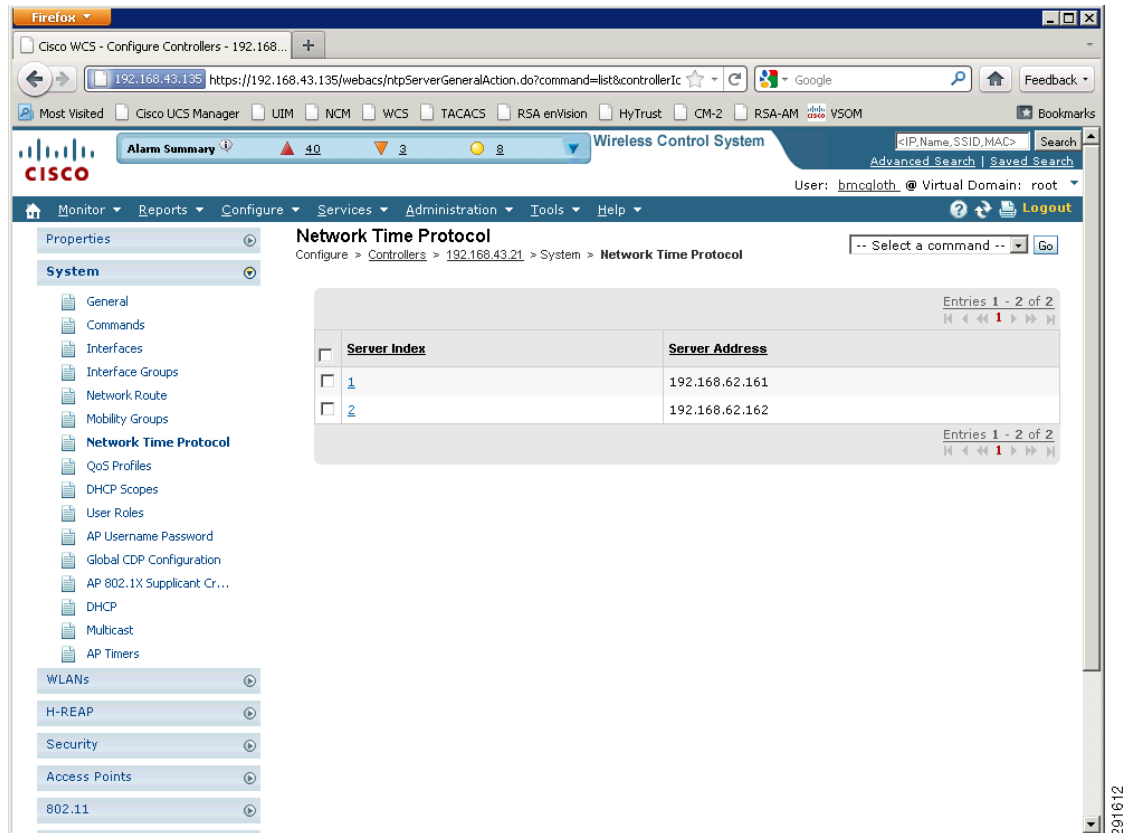 Firefox
Cisco WCS - Configure Controllers - 192.168...
192.168.43.135 https://192.168.43.135/webacs/ntpServerGeneralAction.do?command=list&controllerIc
Google
Feedback
Most Visited Cisco UCS Manager UIM NCM WCS TACACS RSA enVision HyTrust CM-2 RSA-AM VSOM Bookmarks
CISCO
Alarm Summary 40 3 8
Wireless Control System
<IP,Name,SSID,MAC> Search
Advanced Search | Saved Search
User: bmcgloth @ Virtual Domain: root
Monitor Reports Configure Services Administration Tools Help Logout
Properties
System
General
Commands
Interfaces
Interface Groups
Network Route
Mobility Groups
Network Time Protocol
QoS Profiles
DHCP Scopes
User Roles
AP Username Password
Global CDP Configuration
AP 802.1X Supplicant Cr...
DHCP
Multicast
AP Timers
WLANs
H-REAP
Security
Access Points
802.11
Network Time Protocol
Configure > Controllers > 192.168.43.21 > System > Network Time Protocol
-- Select a command -- Go
Entries 1 - 2 of 2
1
Server Index Server Address
1 192.168.62.161
2 192.168.62.162
Entries 1 - 2 of 2
1
291612